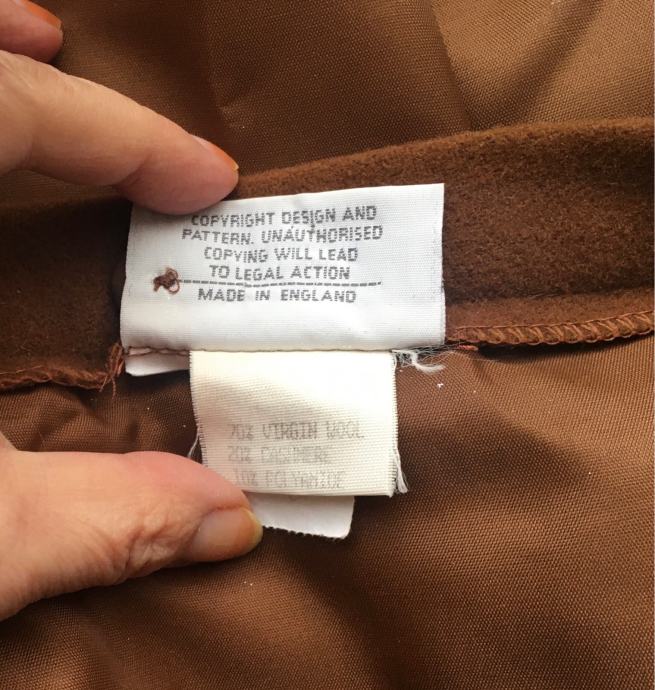 COPYRIGHT DESIGN AND
PATTERN. UNAUTHORISED
COPYING WILL LEAD
TO LEGAL ACTION
MADE IN ENGLAND
70% VIRGIN WOOL
20% CASHMERE
10% POLYAMIDE